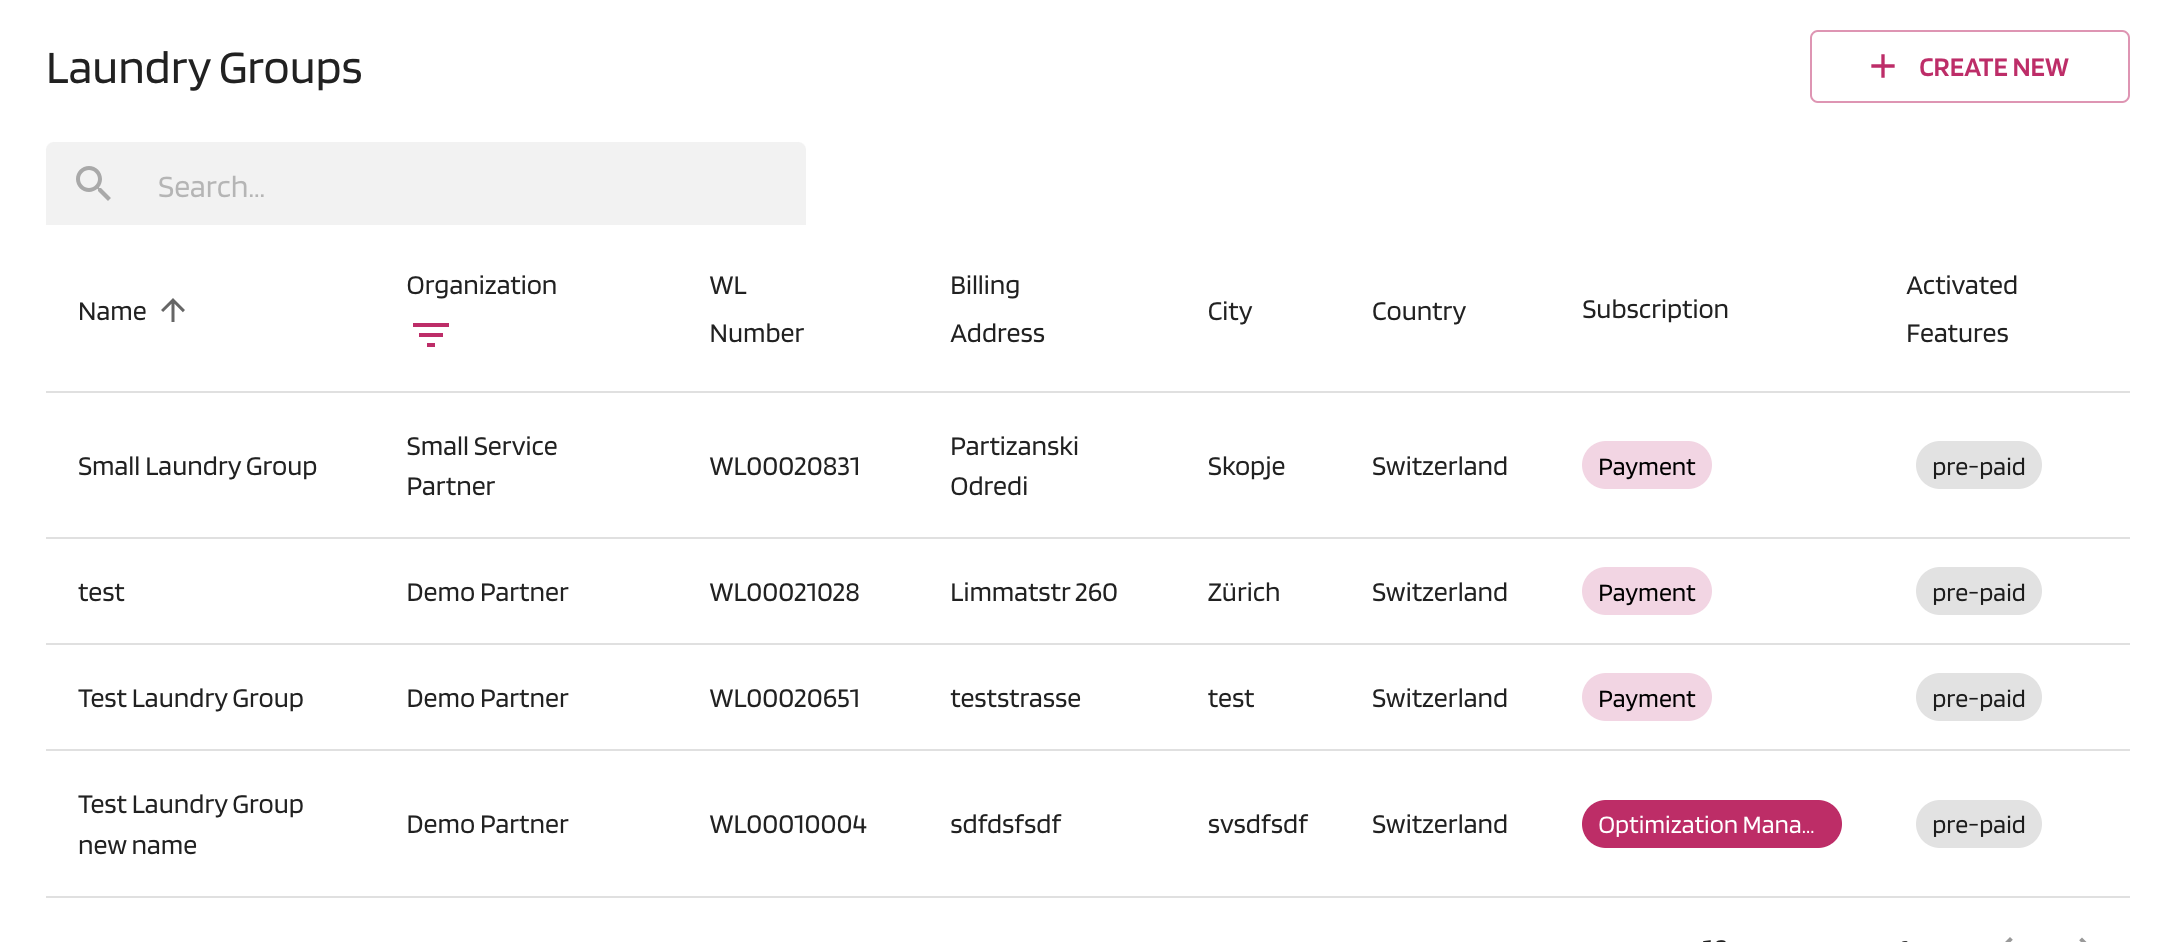 Laundry Groups
CREATE NEW
Search...
Name
Organization
WL
Number
Billing
Address
City
Country
Subscription
Activated
Features
Small Laundry Group
Small Service
Partner
WL00020831
Partizanski
Odredi
Skopje
Switzerland
Payment
pre-paid
test
Demo Partner
WL00021028
Limmatstr 260
Zürich
Switzerland
Payment
pre-paid
Test Laundry Group
Demo Partner
WL00020651
teststrasse
test
Switzerland
Payment
pre-paid
Test Laundry Group
new name
Demo Partner
WL00010004
sdfdsfsdf
svsdfsdf
Switzerland
Optimization Mana...
pre-paid